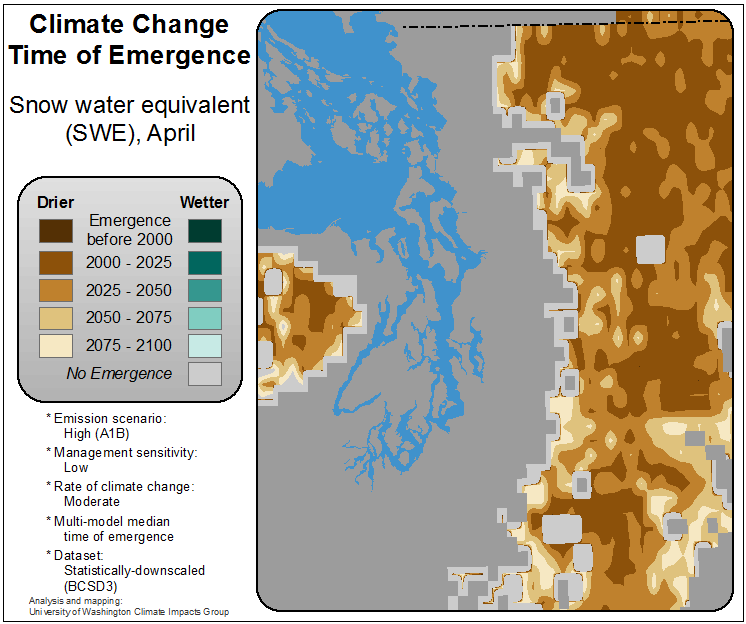 Climate Change
Time of Emergence
Snow water equivalent
(SWE), April
Drier Wetter
Emergence
before 2000
2000 - 2025
2025 - 2050
2050 - 2075
2075 - 2100
No Emergence
* Emission scenario:
High (A1B)
* Management sensitivity:
Low
* Rate of climate change:
Moderate
* Multi-model median
time of emergence
* Dataset:
Statistically-downscaled
(BCSD3)
Analysis and mapping:
University of Washington Climate Impacts Group